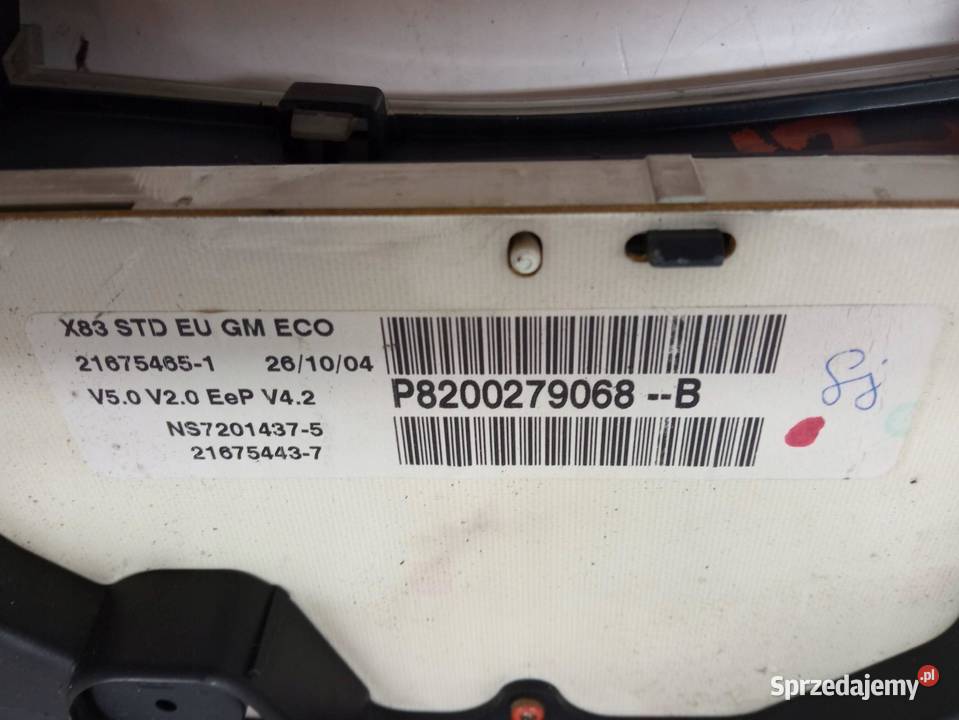 X83 STD EU GM ECO
21675465-1 26/10/04
V5.0 V2.0 EeP V4.2
P8200279068 --B
NS7201437-5
21675443-7
Sprzedajemy.pl